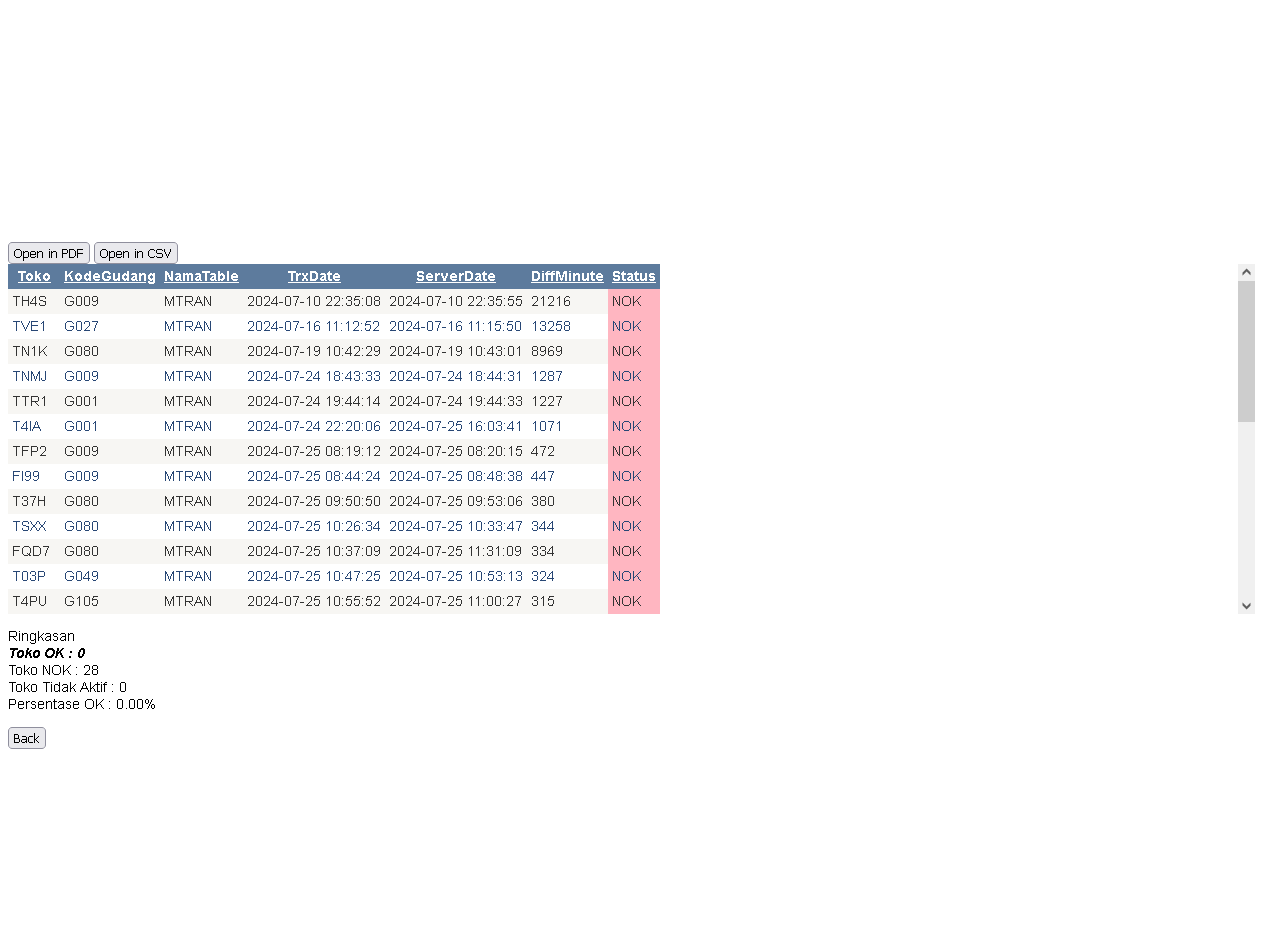 Open in PDF Open in CSV
Toko KodeGudang NamaTable TrxDate ServerDate DiffMinute Status
TH4S G009 MTRAN 2024-07-10 22:35:08 2024-07-10 22:35:55 21216 NOK
TVE1 G027 MTRAN 2024-07-16 11:12:52 2024-07-16 11:15:50 13258 NOK
TN1K G080 MTRAN 2024-07-19 10:42:29 2024-07-19 10:43:01 8969 NOK
TNMJ G009 MTRAN 2024-07-24 18:43:33 2024-07-24 18:44:31 1287 NOK
TTR1 G001 MTRAN 2024-07-24 19:44:14 2024-07-24 19:44:33 1227 NOK
T4IA G001 MTRAN 2024-07-24 22:20:06 2024-07-25 16:03:41 1071 NOK
TFP2 G009 MTRAN 2024-07-25 08:19:12 2024-07-25 08:20:15 472 NOK
FI99 G009 MTRAN 2024-07-25 08:44:24 2024-07-25 08:48:38 447 NOK
T37H G080 MTRAN 2024-07-25 09:50:50 2024-07-25 09:53:06 380 NOK
TSXX G080 MTRAN 2024-07-25 10:26:34 2024-07-25 10:33:47 344 NOK
FQD7 G080 MTRAN 2024-07-25 10:37:09 2024-07-25 11:31:09 334 NOK
T03P G049 MTRAN 2024-07-25 10:47:25 2024-07-25 10:53:13 324 NOK
T4PU G105 MTRAN 2024-07-25 10:55:52 2024-07-25 11:00:27 315 NOK
Ringkasan
Toko OK : 0
Toko NOK : 28
Toko Tidak Aktif : 0
Persentase OK : 0.00%
Back